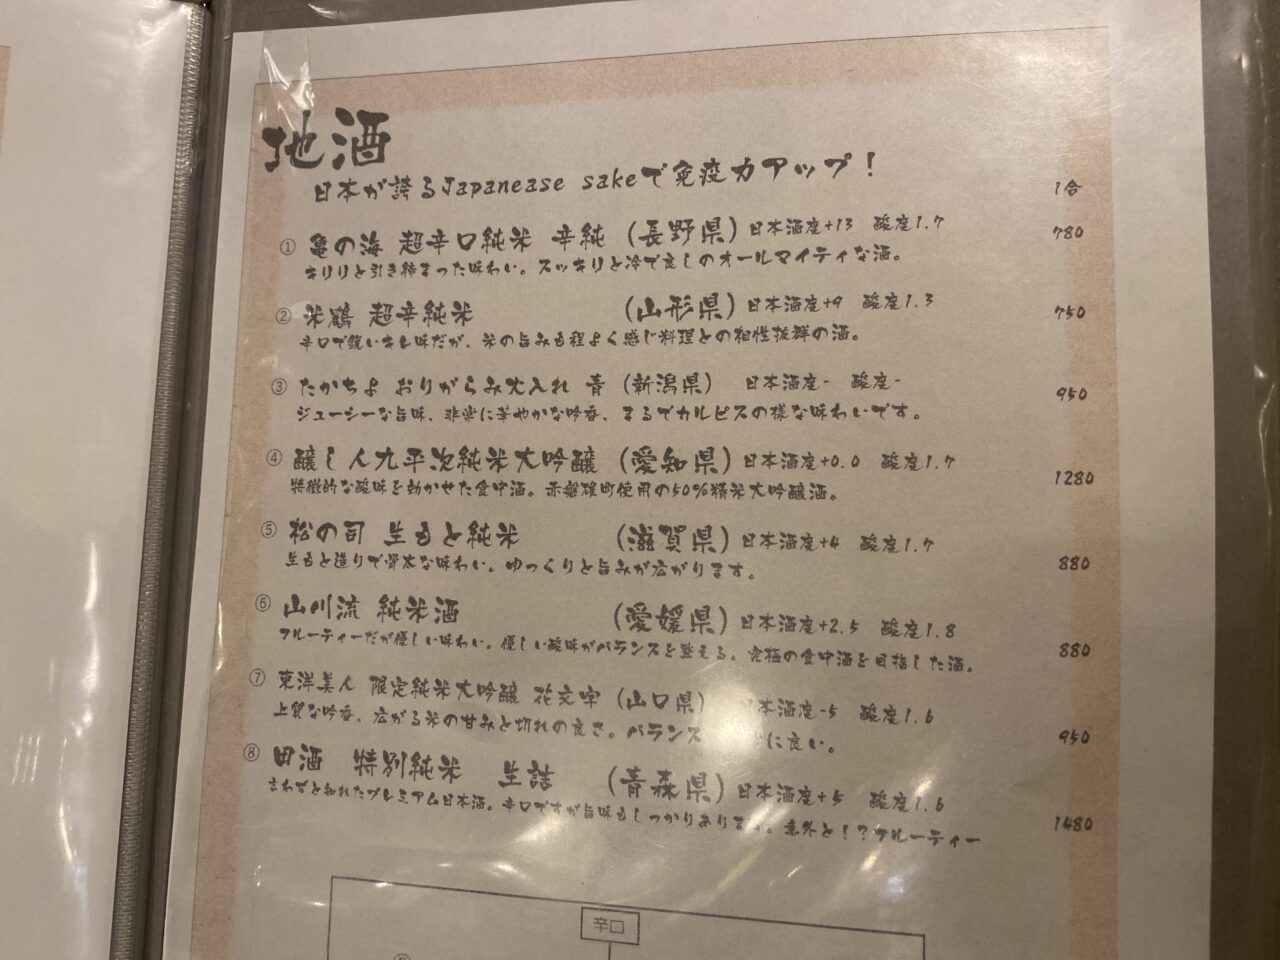 地酒
日本が誇るJapanease sakeで免疫力アップ！
1合
① 亀の海 超辛口純米 辛純 (長野県) 日本酒度+13 酸度1.7 780
キリリと引き締まった味わい。スッキリと冷で良しのオールマイティな酒。
② 米鶴 超辛純米 (山形県) 日本酒度+9 酸度1.3 750
辛口で鋭いキレ味だが、米の旨みも程よく感じ料理との相性抜群の酒。
③ たかちよ おりがらみ火入れ 青 (新潟県) 日本酒度- 酸度- 950
ジューシーな旨味、非常に華やかな吟香、まるでカルピスの様な味わいです。
④ 醸し人九平次純米大吟醸 (愛知県) 日本酒度+0.0 酸度1.7 1280
特徴的な酸味を効かせた食中酒。赤磐雄町使用の50%精米大吟醸酒。
⑤ 松の司 生もと純米 (滋賀県) 日本酒度+4 酸度1.7 880
生もと造りで骨太な味わい。ゆっくりと旨みが広がります。
⑥ 山川流 純米酒 (愛媛県) 日本酒度+2.5 酸度1.8 880
フルーティーだが優しい味わい。優しい酸味がバランスを整える。究極の食中酒を目指した酒。
⑦ 東洋美人 限定純米大吟醸 花文字 (山口県) 日本酒度-5 酸度1.6 950
上質な吟香、広がる米の甘みと切れの良さ。バランス に良い。
⑧ 田酒 特別純米 生詰 (青森県) 日本酒度+5 酸度1.6 1480
言わずと知れたプレミアム日本酒。辛口ですが旨味もしっかりあります。意外と！？フルーティー
辛口